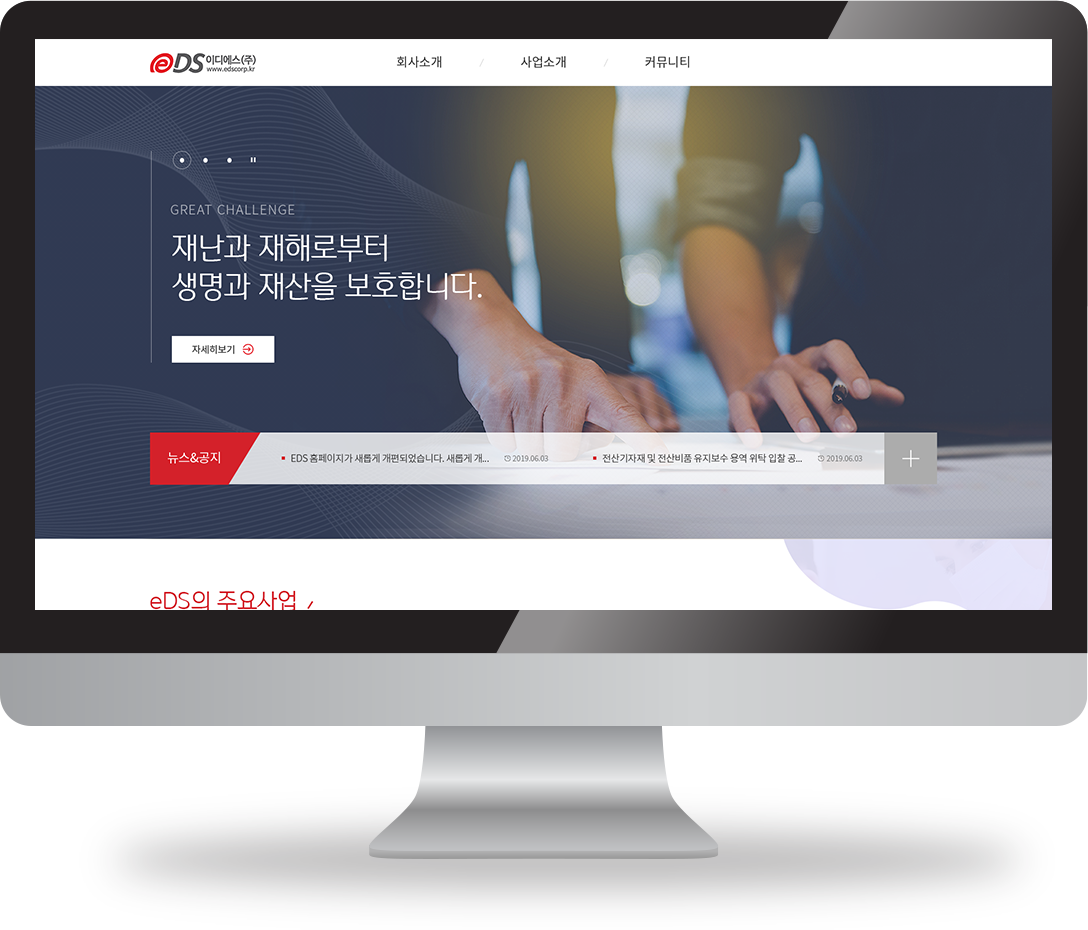 eDS 이디에스(주)
www.edscorp.kr
회사소개 / 사업소개 / 커뮤니티
GREAT CHALLENGE
재난과 재해로부터
생명과 재산을 보호합니다.
자세히보기
뉴스&공지
EDS 홈페이지가 새롭게 개편되었습니다. 새롭게 개... 2019.06.03
전산기자재 및 전산비품 유지보수 용역 위탁 입찰 공... 2019.06.03
eDS의 주요사업